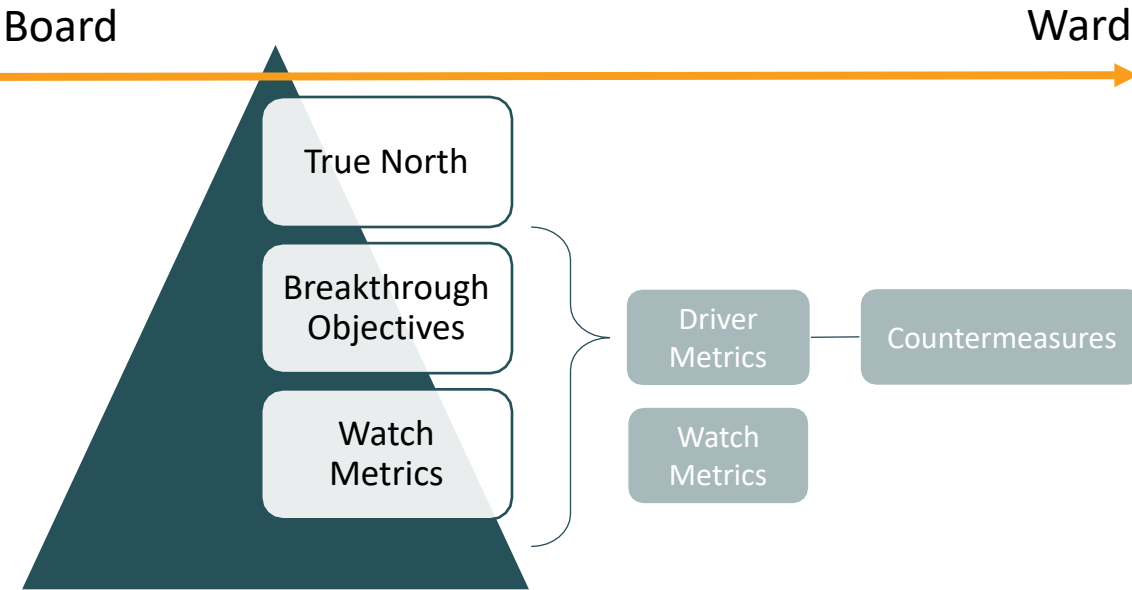 Board
Ward
True North
Breakthrough
Objectives
Watch
Metrics
Driver
Metrics
Countermeasures
Watch
Metrics